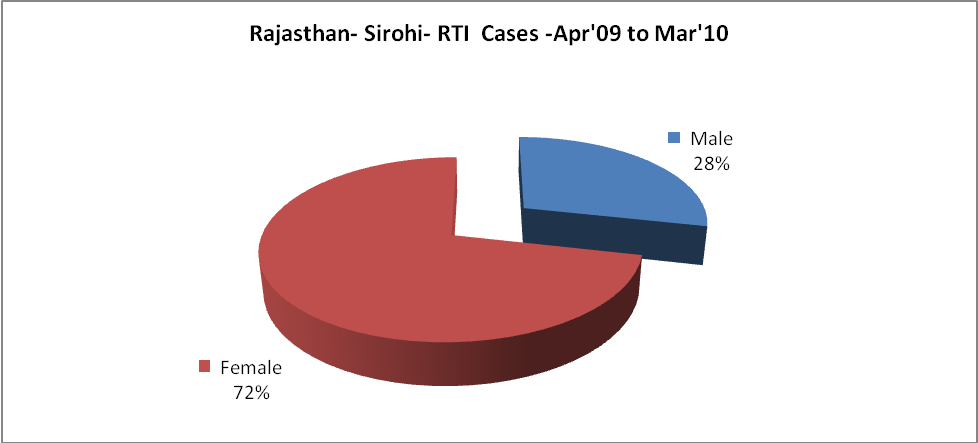 Rajasthan- Sirohi- RTI  Cases -Apr'09 to Mar'10
Male
28%
Female
72%